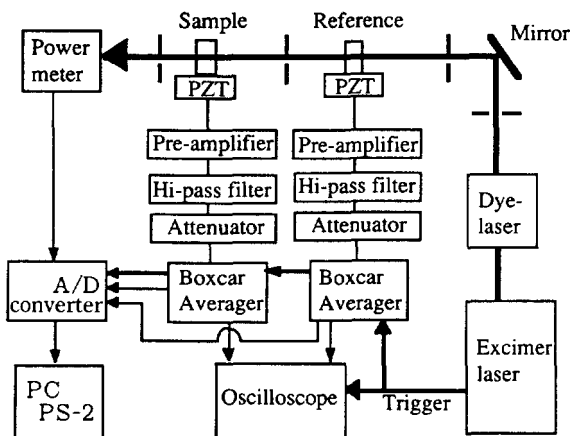 Sample
Reference
Mirror
Power
meter
PZT
PZT
Pre-amplifier
Pre-amplifier
Hi-pass filter
Hi-pass filter
Attenuator
Attenuator
Dye-
laser
A/D
converter
Boxcar
Averager
Boxcar
Averager
Excimer
laser
PC
PS-2
Oscilloscope
Trigger